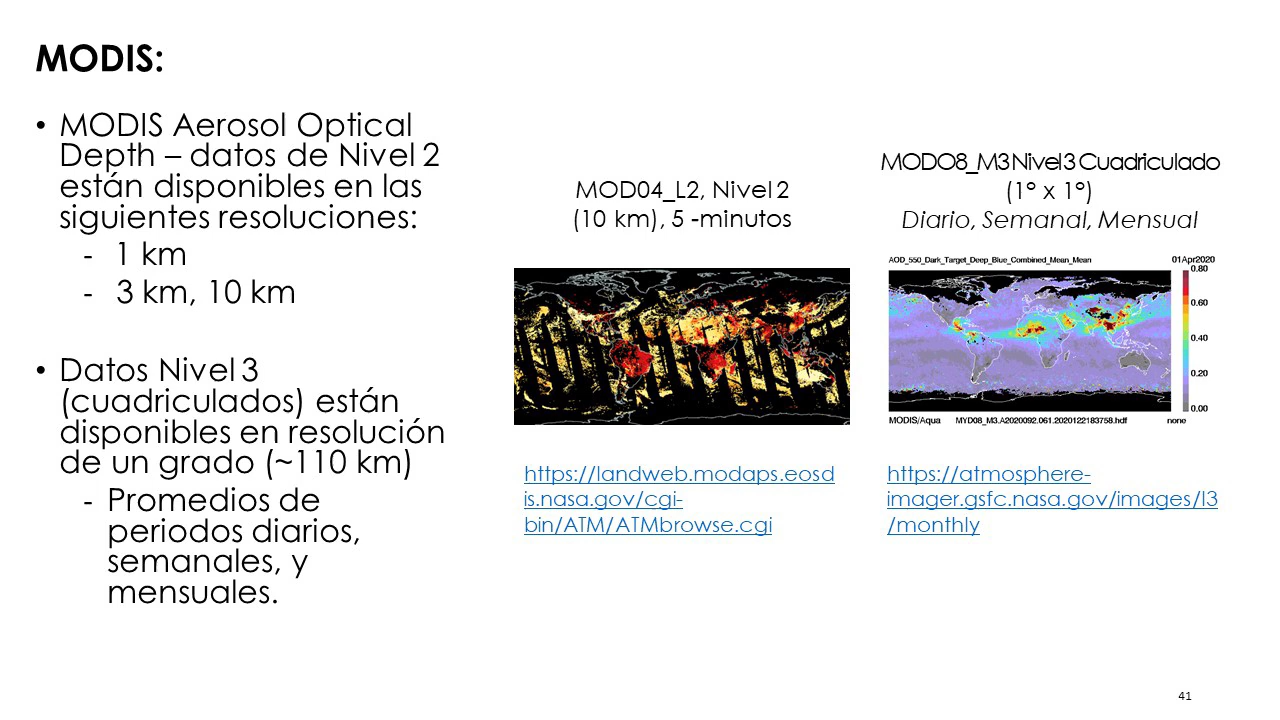 MODIS:
• MODIS Aerosol Optical
Depth – datos de Nivel 2
están disponibles en las
siguientes resoluciones:
- 1 km
- 3 km, 10 km
• Datos Nivel 3
(cuadriculados) están
disponibles en resolución
de un grado (~110 km)
- Promedios de
periodos diarios,
semanales, y
mensuales.
MOD04_L2, Nivel 2
(10 km), 5 -minutos
https://landweb.modaps.eosd
is.nasa.gov/cgi-
bin/ATM/ATMbrowse.cgi
MODO8_M3 Nivel 3 Cuadriculado
(1° x 1°)
Diario, Semanal, Mensual
AOD_550_Dark_Target_Deep_Blue_Combined_Mean_Mean 01Apr2020
0.80
0.60
0.40
0.20
0.00
MODIS/Aqua MYD08_M3.A2020092.061.2020122183758.hdf none
https://atmosphere-
imager.gsfc.nasa.gov/images/l3
/monthly
41